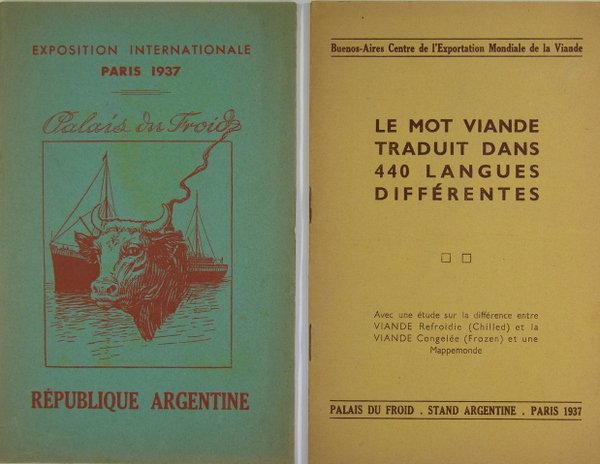 EXPOSITION INTERNATIONALE
PARIS 1937
Palais du Froid
RÉPUBLIQUE ARGENTINE
Buenos-Aires Centre de l'Exportation Mondiale de la Viande
LE MOT VIANDE
TRADUIT DANS
440 LANGUES
DIFFÉRENTES
Avec une étude sur la différence entre
VIANDE Refroidie (Chilled) et la
VIANDE Congelée (Frozen) et une
Mappemonde
PALAIS DU FROID . STAND ARGENTINE . PARIS 1937